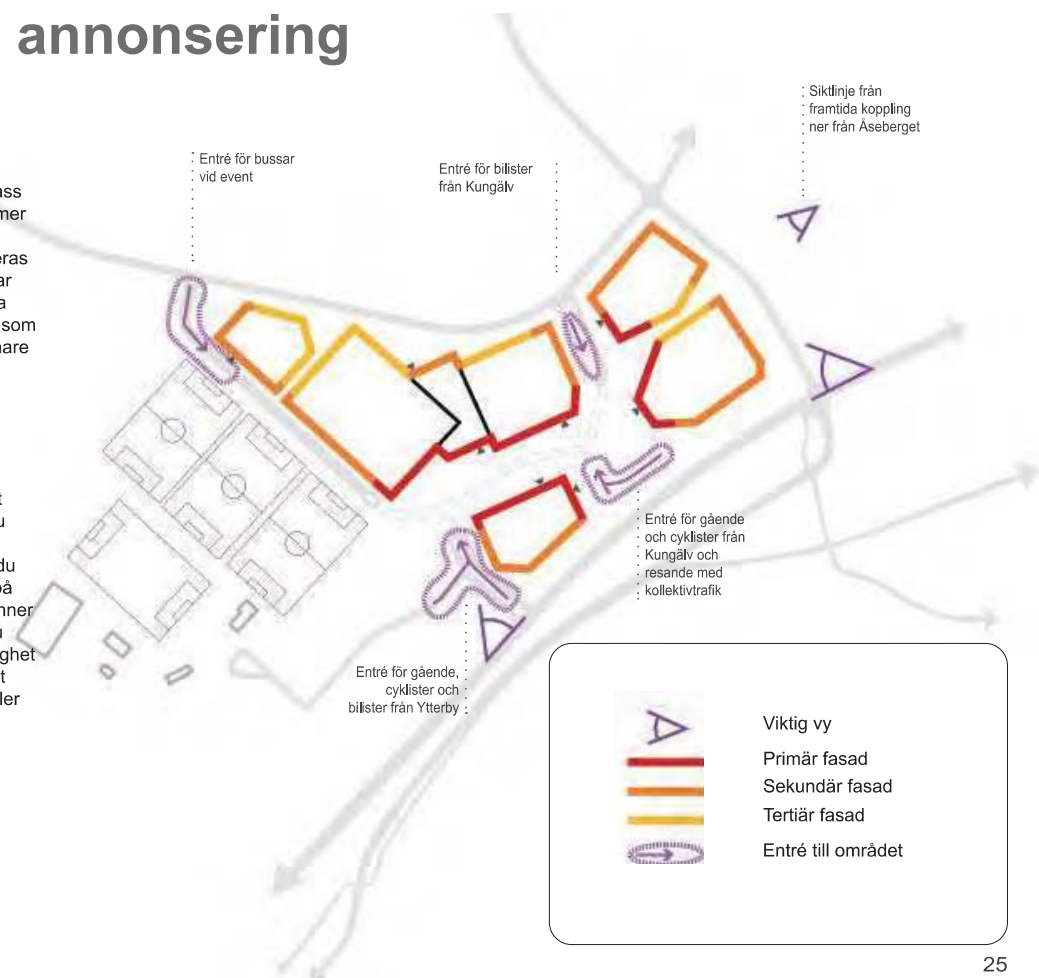 annonsering
Entré för bussar
vid event
Entré för bilister
från Kungälv
Siktlinje från
framtida koppling
ner från Åseberget
Entré för gående
och cyklister från
Kungälv och
resande med
kollektivtrafik
Entré för gående,
cyklister och
bilister från Ytterby
Viktig vy
Primär fasad
Sekundär fasad
Tertiär fasad
Entré till området
25
som
du